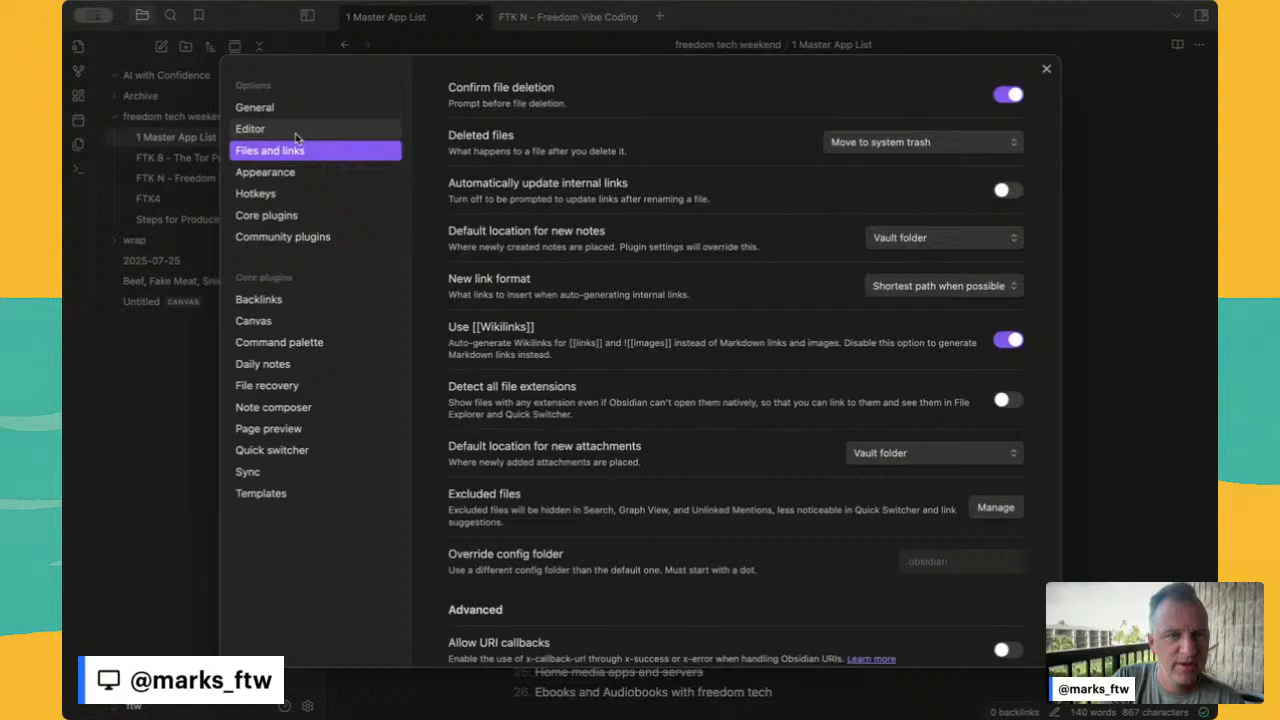 1 Master App List
FTK N - Freedom Vibe Coding
freedom tech weekend / 1 Master App List
AI with Confidence
Archive
freedom tech weeken
1 Master App List
FTK 8 - The Tor P
FTK N - Freedom
FTK4
Steps for Produci
wrap
2025-07-25
Beef, Fake Meat, Sni
Untitled CANVAS
ftw
Options
General
Editor
Files and links
Appearance
Hotkeys
Core plugins
Community plugins
Core plugins
Backlinks
Canvas
Command palette
Daily notes
File recovery
Note composer
Page preview
Quick switcher
Sync
Templates
Confirm file deletion
Prompt before file deletion.
Deleted files
What happens to a file after you delete it.
Move to system trash
Automatically update internal links
Turn off to be prompted to update links after renaming a file.
Default location for new notes
Where newly created notes are placed. Plugin settings will override this.
Vault folder
New link format
What links to insert when auto-generating internal links.
Shortest path when possible
Use [[Wikilinks]]
Auto-generate Wikilinks for [[links]] and ![[images]] instead of Markdown links and images. Disable this option to generate
Markdown links instead.
Detect all file extensions
Show files with any extension even if Obsidian can't open them natively, so that you can link to them and see them in File
Explorer and Quick Switcher.
Default location for new attachments
Where newly added attachments are placed.
Vault folder
Excluded files
Excluded files will be hidden in Search, Graph View, and Unlinked Mentions, less noticeable in Quick Switcher and link
suggestions.
Manage
Override config folder
Use a different config folder than the default one. Must start with a dot.
.obsidian
Advanced
Allow URI callbacks
Enable the use of x-callback-url through x-success or x-error when handling Obsidian URIs. Learn more
25. Home media apps and servers
26. Ebooks and Audiobooks with freedom tech
0 backlinks
140 words 867 characters
@marks_ftw
@marks_ftw